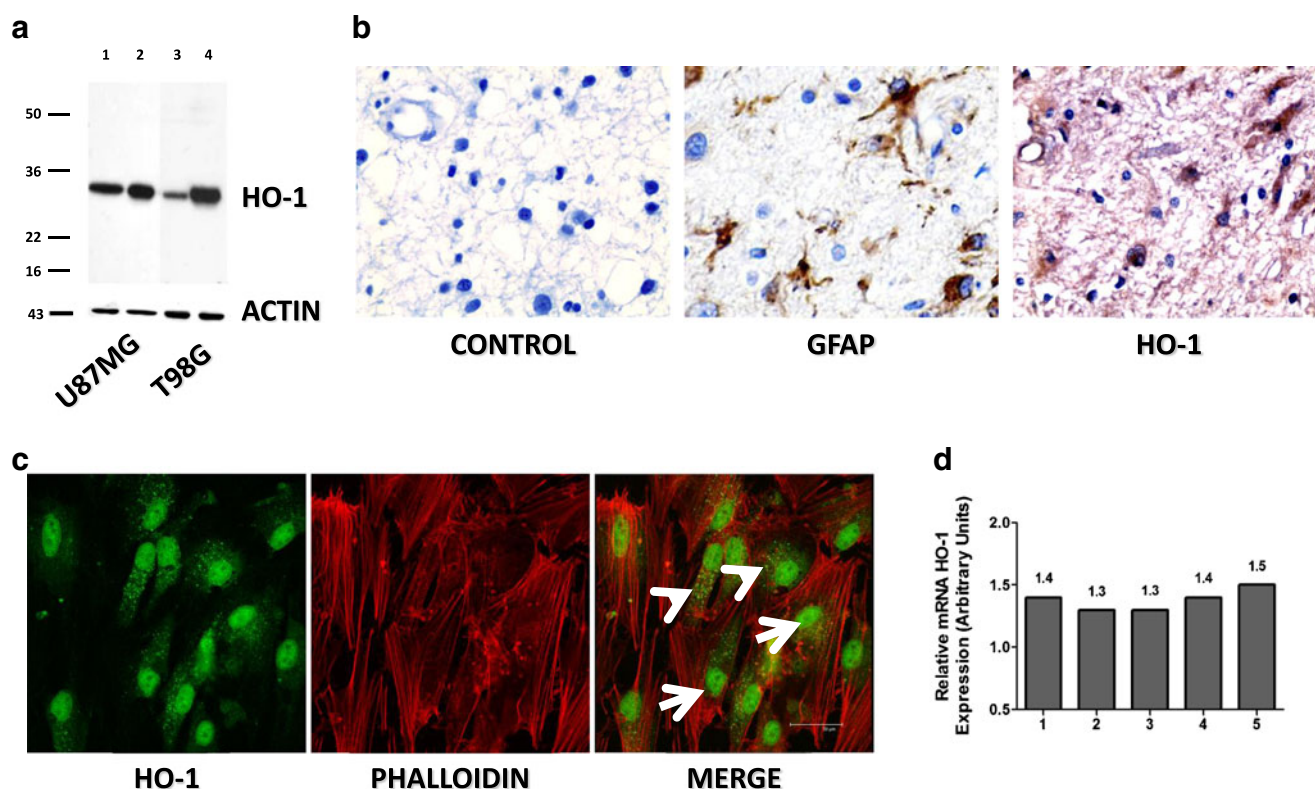 a
1 2 3 4
50
36
HO-1
22
16
43
ACTIN
U87MG
T98G
b
CONTROL
GFAP
HO-1
c
HO-1
PHALLOIDIN
MERGE
d
Relative mRNA HO-1
Expression (Arbitrary Units)
2.0
1.5
1.0
0.5
1.4
1.3
1.3
1.4
1.5
1 2 3 4 5